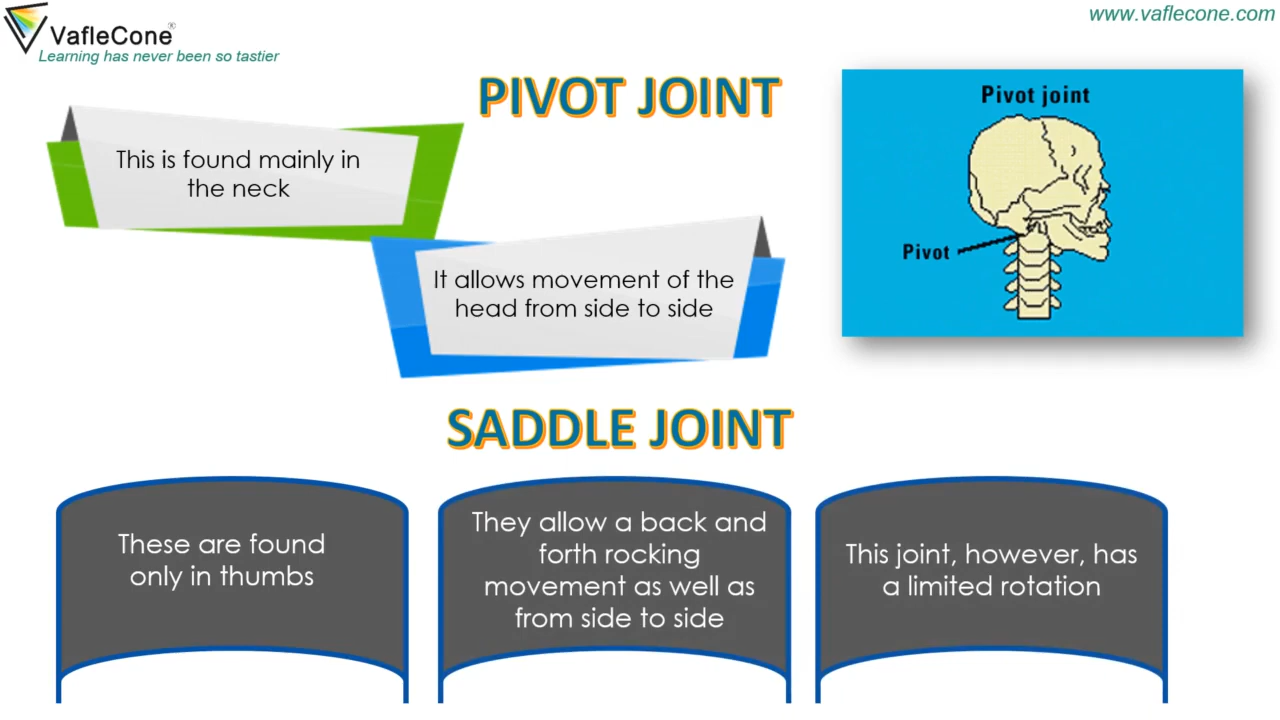 VafleCone®
Learning has never been so tastier
www.vaflecone.com
PIVOT JOINT
This is found mainly in
the neck
It allows movement of the
head from side to side
Pivot joint
Pivot
SADDLE JOINT
These are found
only in thumbs
They allow a back and
forth rocking
movement as well as
from side to side
This joint, however, has
a limited rotation